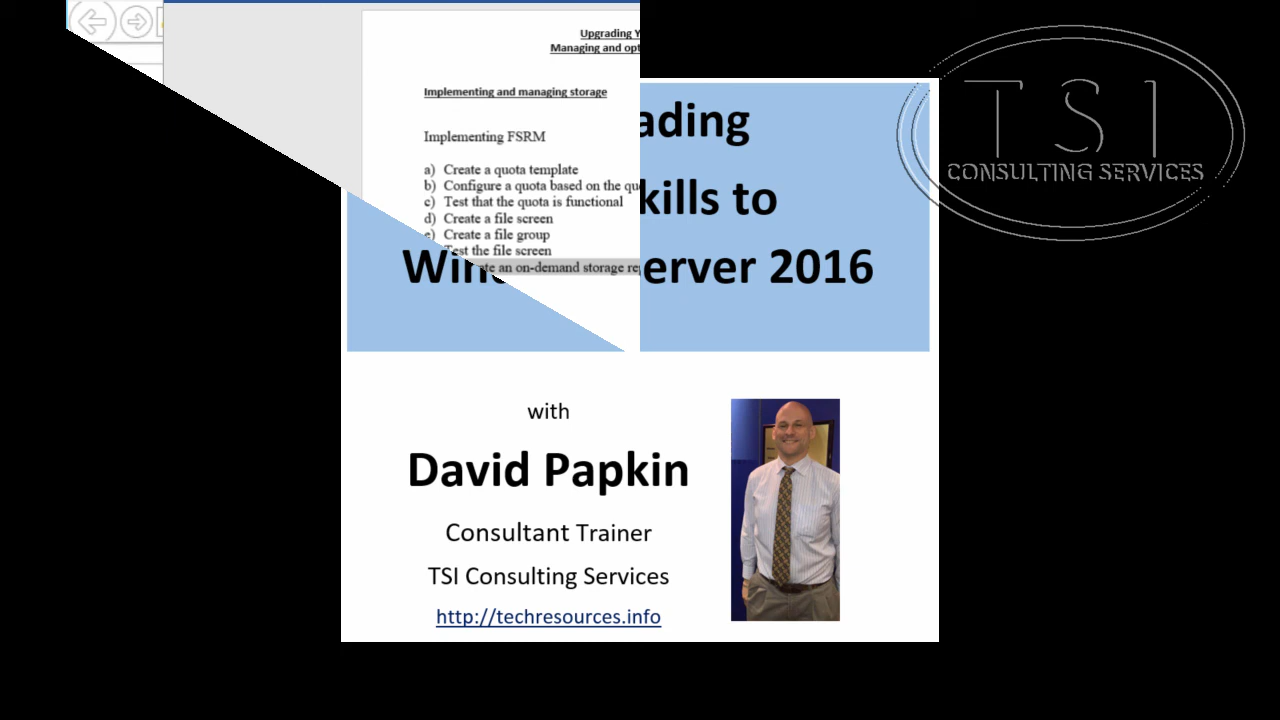 Upgrading Y
Managing and opt
Implementing and managing storage
Implementing FSRM
a) Create a quota template
b) Configure a quota based on the qu
c) Test that the quota is functional
d) Create a file screen
e) Create a file group
Test the file screen
te an on-demand storage re
ading
kills to
Win erver 2016
with
David Papkin
Consultant Trainer
TSI Consulting Services
http://techresources.info
TSI
CONSULTING SERVICES